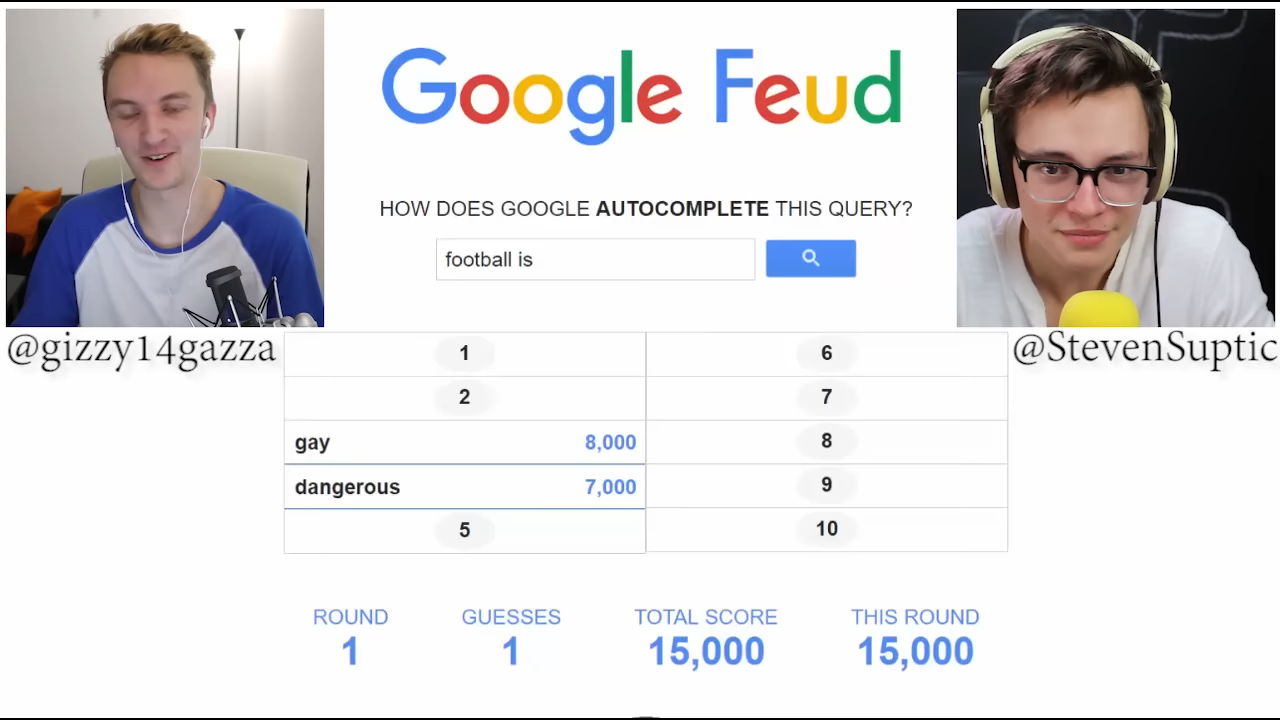 Google Feud
HOW DOES GOOGLE AUTOCOMPLETE THIS QUERY?
football is
@gizzy14gazza
@StevenSuptic
1
2
gay 8,000
dangerous 7,000
5
6
7
8
9
10
ROUND GUESSES TOTAL SCORE THIS ROUND
1 1 15,000 15,000